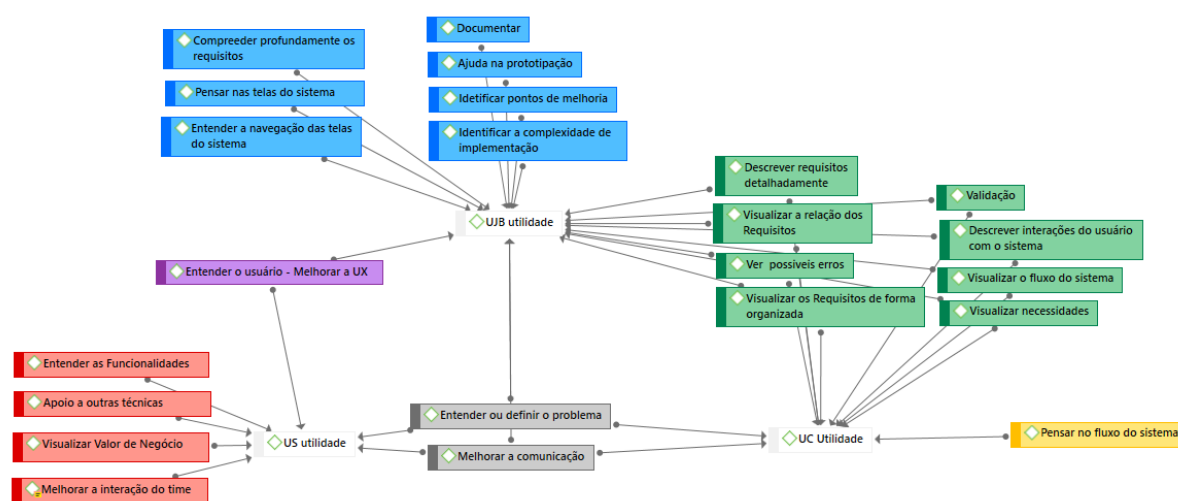 Compreeder profundamente os
requisitos
Pensar nas telas do sistema
Entender a navegação das telas
do sistema
Documentar
Ajuda na prototipação
Idetificar pontos de melhoria
Identificar a complexidade de
implementação
Descrever requisitos
detalhadamente
Visualizar a relação dos
Requisitos
Ver possiveis erros
Visualizar os Requisitos de forma
organizada
Validação
Descrever interações do usuário
com o sistema
Visualizar o fluxo do sistema
Visualizar necessidades
UJB utilidade
Entender o usuário - Melhorar a UX
Entender as Funcionalidades
Apoio a outras técnicas
Visualizar Valor de Negócio
Melhorar a interação do time
US utilidade
Entender ou definir o problema
Melhorar a comunicação
UC Utilidade
Pensar no fluxo do sistema